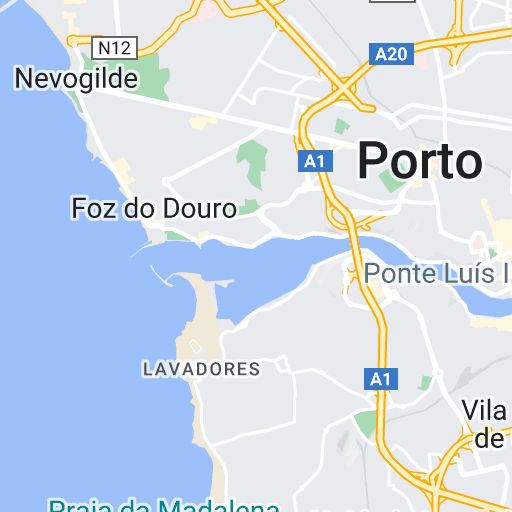 N12
A20
Nevogilde
A1
Porto
Foz do Douro
Ponte Luís I
LAVADORES
A1
Vila
de
Praia da Madalena